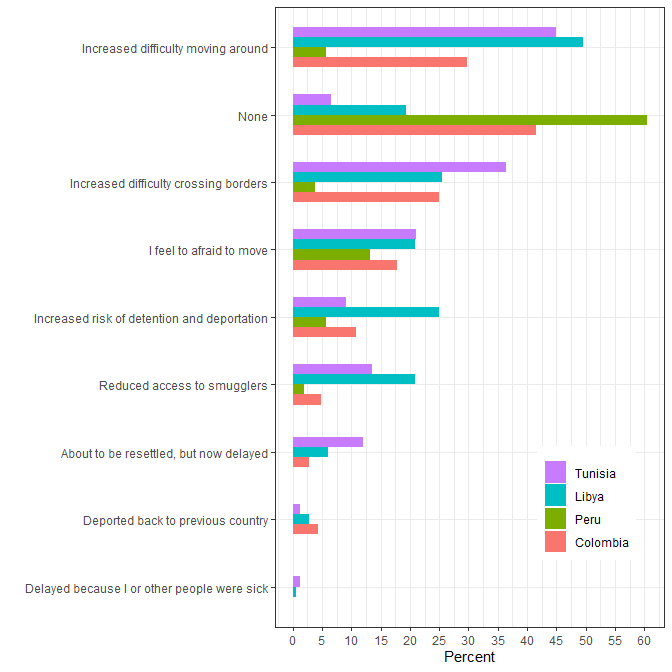 Increased difficulty moving around
None
Increased difficulty crossing borders
I feel to afraid to move
Increased risk of detention and deportation
Reduced access to smugglers
About to be resettled, but now delayed
Deported back to previous country
Delayed because I or other people were sick
Tunisia
Libya
Peru
Colombia
0 5 10 15 20 25 30 35 40 45 50 55 60
Percent